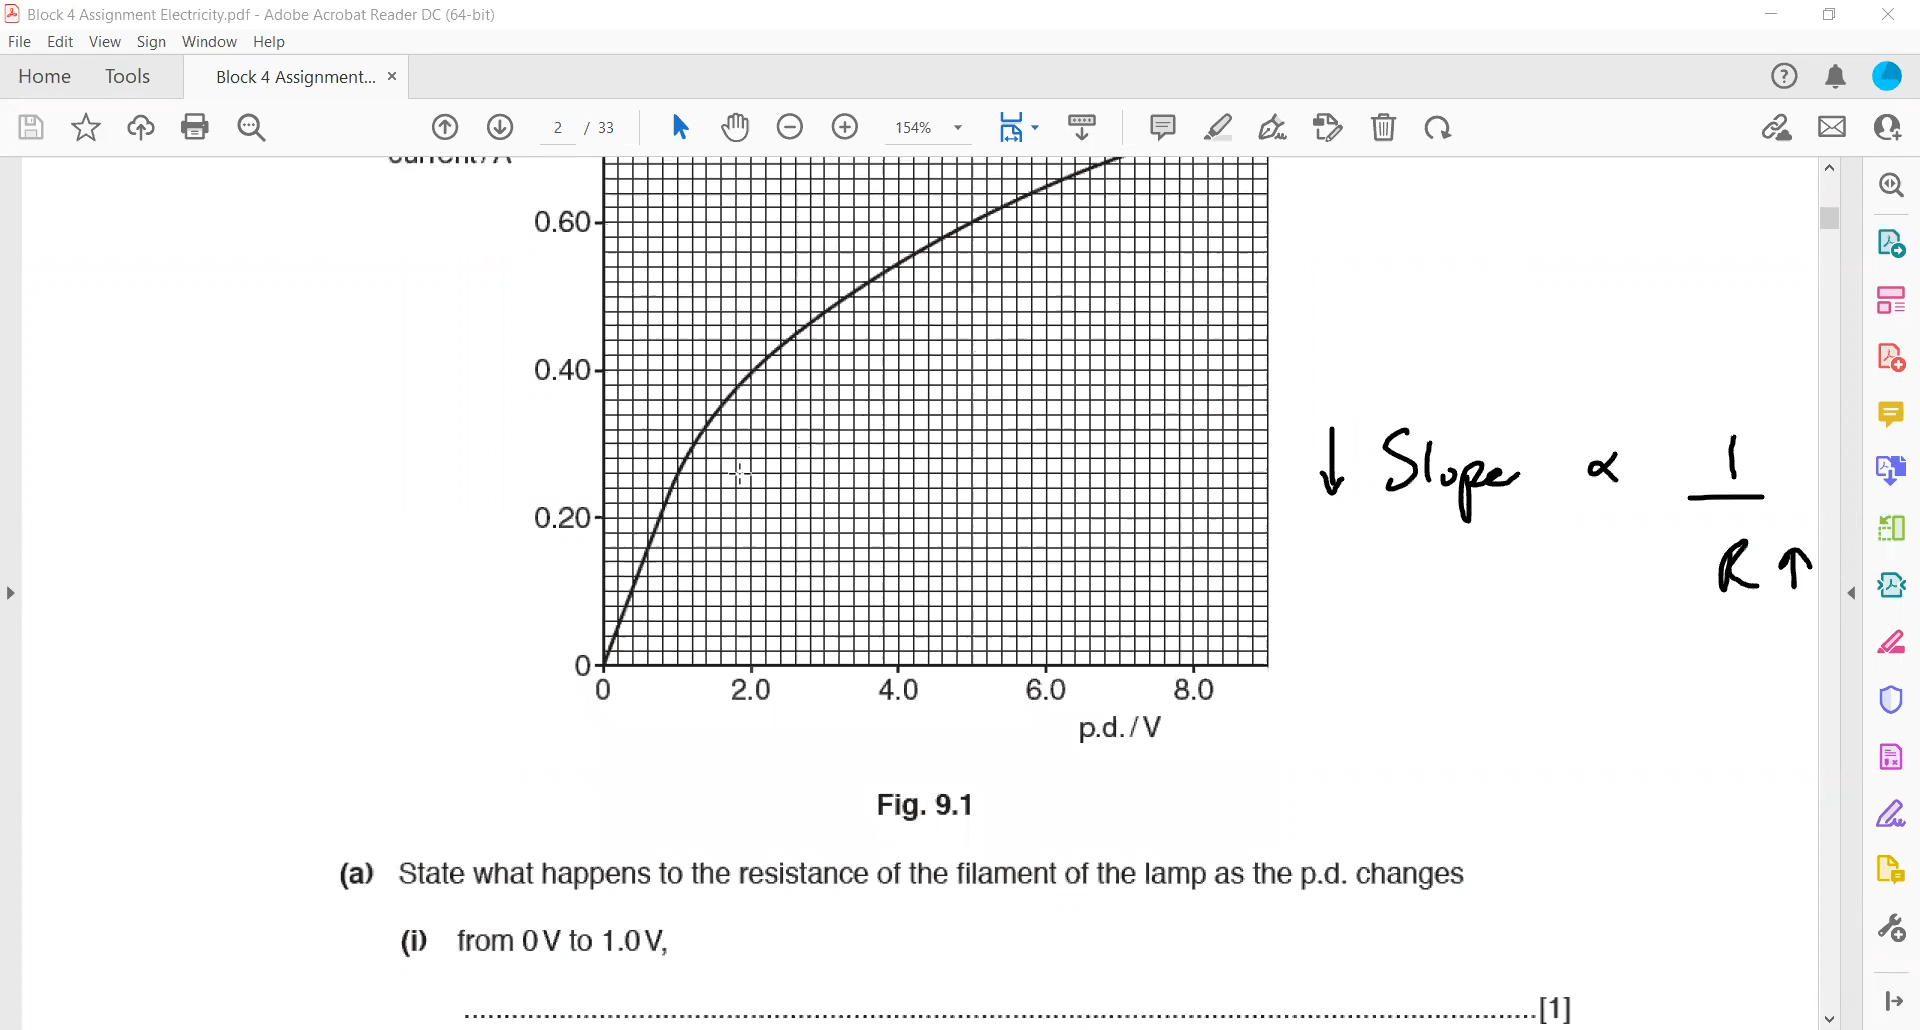 Block 4 Assignment Electricity.pdf - Adobe Acrobat Reader DC (64-bit)
File Edit View Sign Window Help
Home Tools Block 4 Assignment... ×
2 / 33 154%
current / A
0.60
0.40
0.20
0
0 2.0 4.0 6.0 8.0
p.d. / V
↓ Slope ∝ 1
R ↑
Fig. 9.1
(a) State what happens to the resistance of the filament of the lamp as the p.d. changes
(i) from 0 V to 1.0 V,
[1]